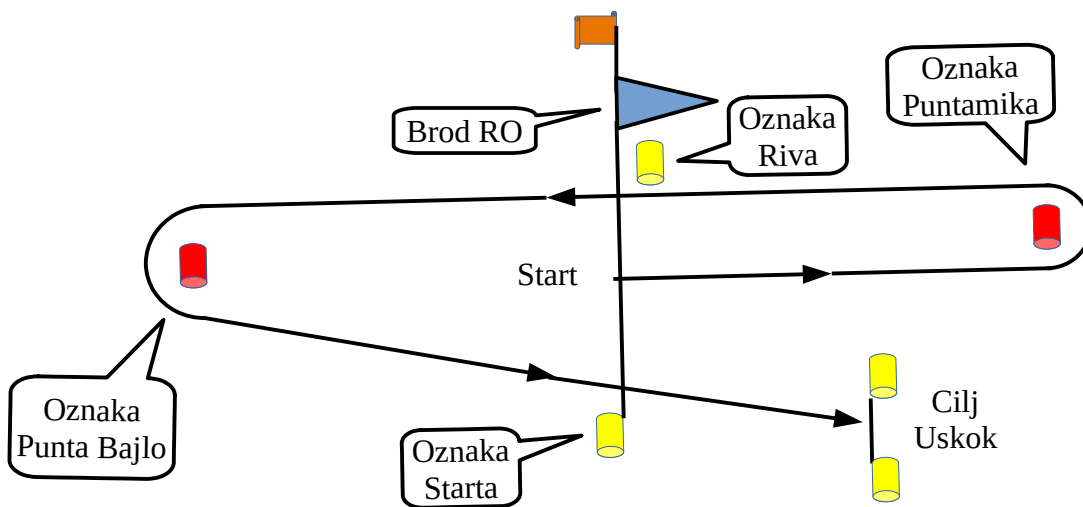 Oznaka
Puntamika
Brod RO
Oznaka
Riva
Start
Oznaka
Punta Bajlo
Oznaka
Starta
Cilj
Uskok